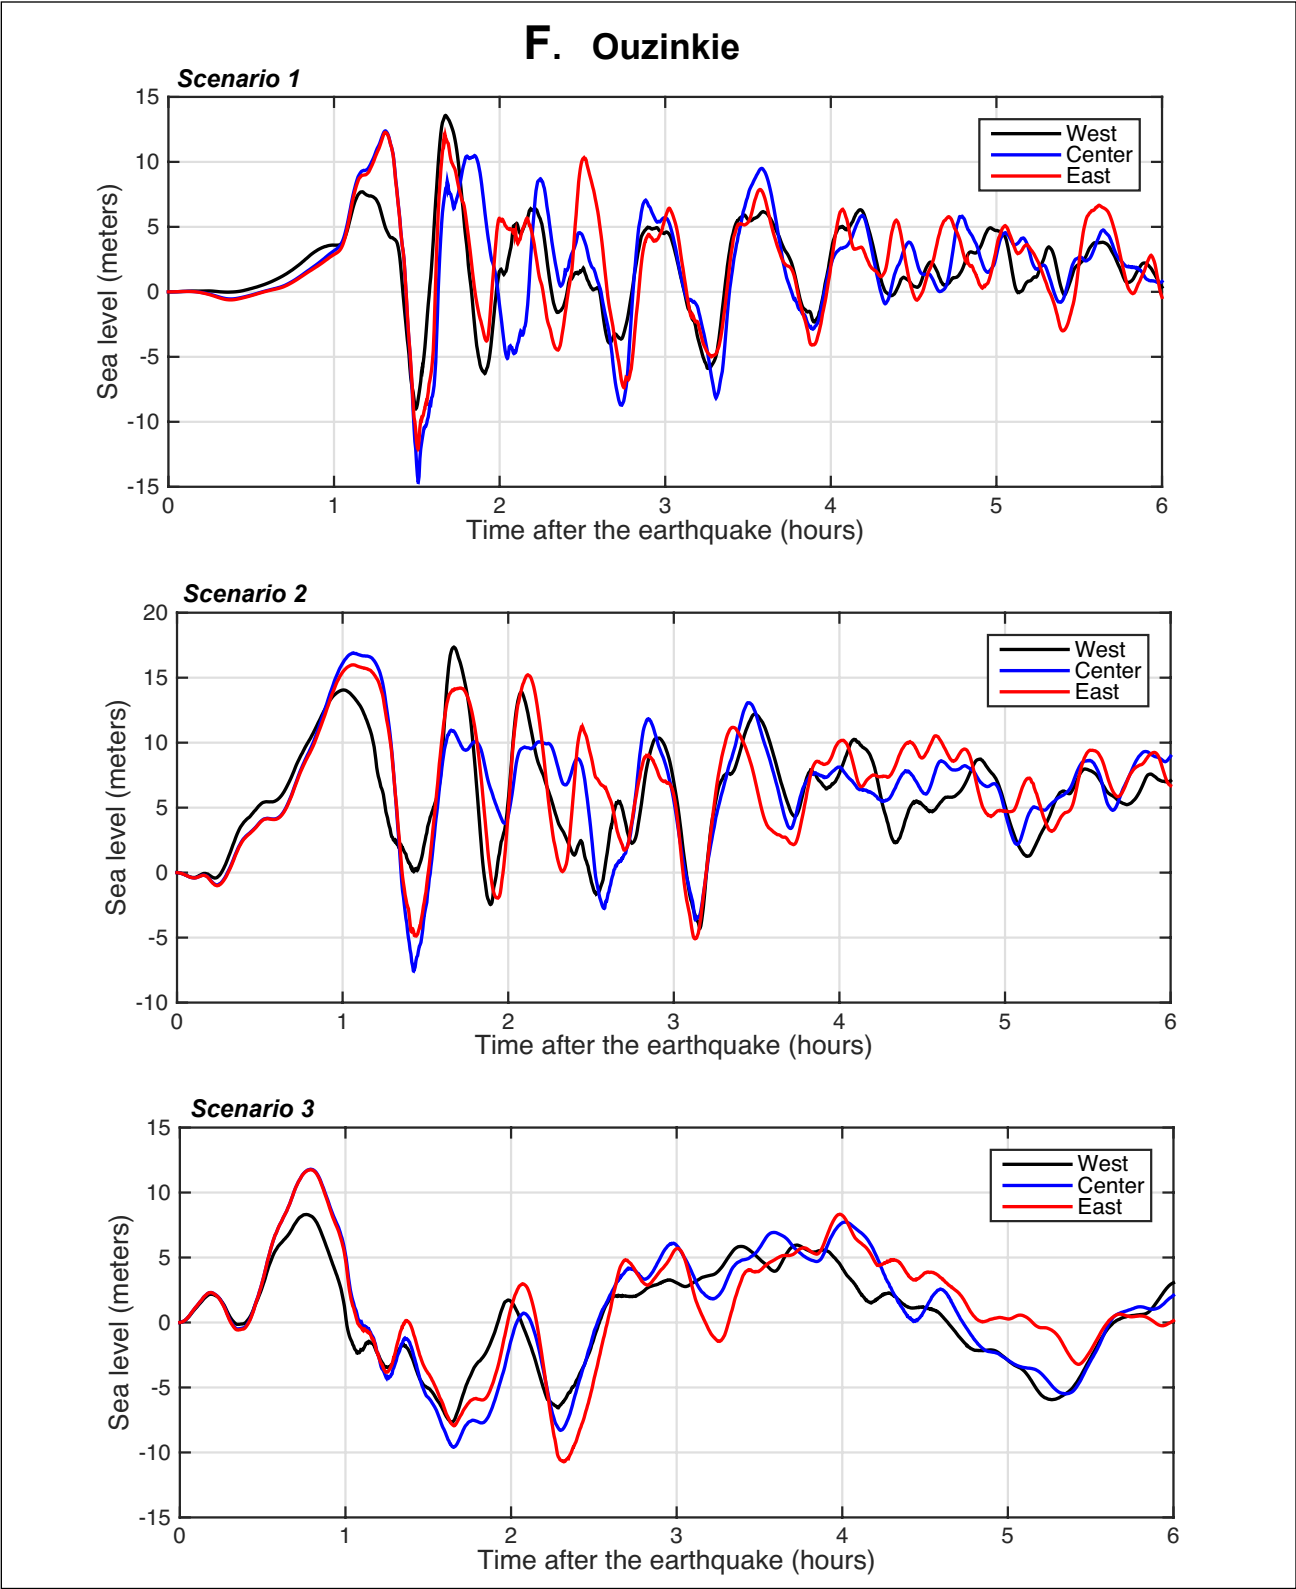 F. Ouzinkie
Scenario 1
15
10
5
0
-5
-10
-15
Sea level (meters)
West
Center
East
0 1 2 3 4 5 6
Time after the earthquake (hours)
Scenario 2
20
15
10
5
0
-5
-10
Sea level (meters)
West
Center
East
0 1 2 3 4 5 6
Time after the earthquake (hours)
Scenario 3
15
10
5
0
-5
-10
-15
Sea level (meters)
West
Center
East
0 1 2 3 4 5 6
Time after the earthquake (hours)